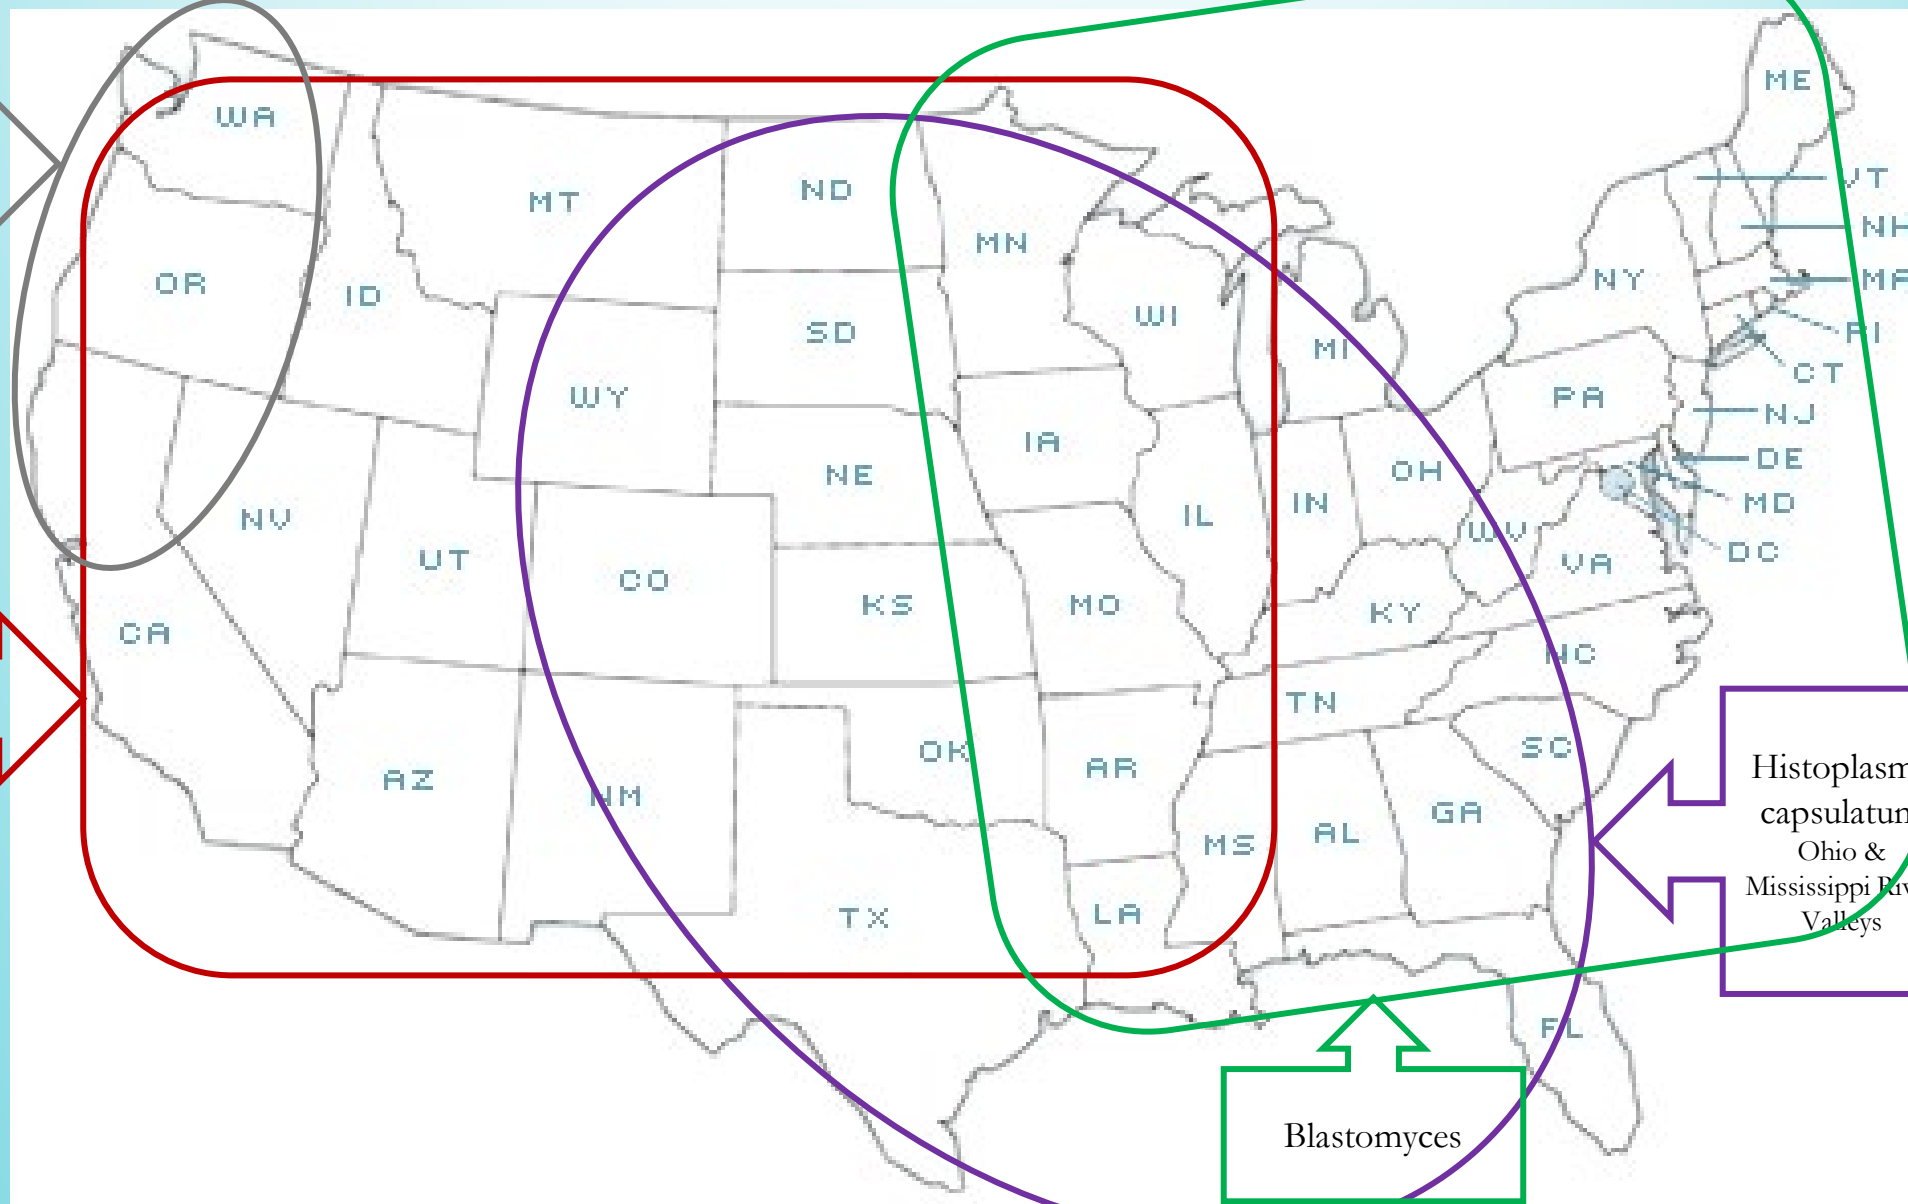 ME
WA
VT
MT
ND
NH
MN
OR
ID
NY
MA
WI
RI
SD
MI
CT
WY
PA
NJ
IA
DE
NE
OH
MD
NV
IL
IN
WV
DC
UT
CO
VA
KS
MO
KY
CA
NC
TN
SC
OK
AR
AZ
NM
GA
AL
MS
TX
LA
FL
Histoplasm
capsulatum
Ohio &
Mississippi Riv
Valleys
Blastomyces